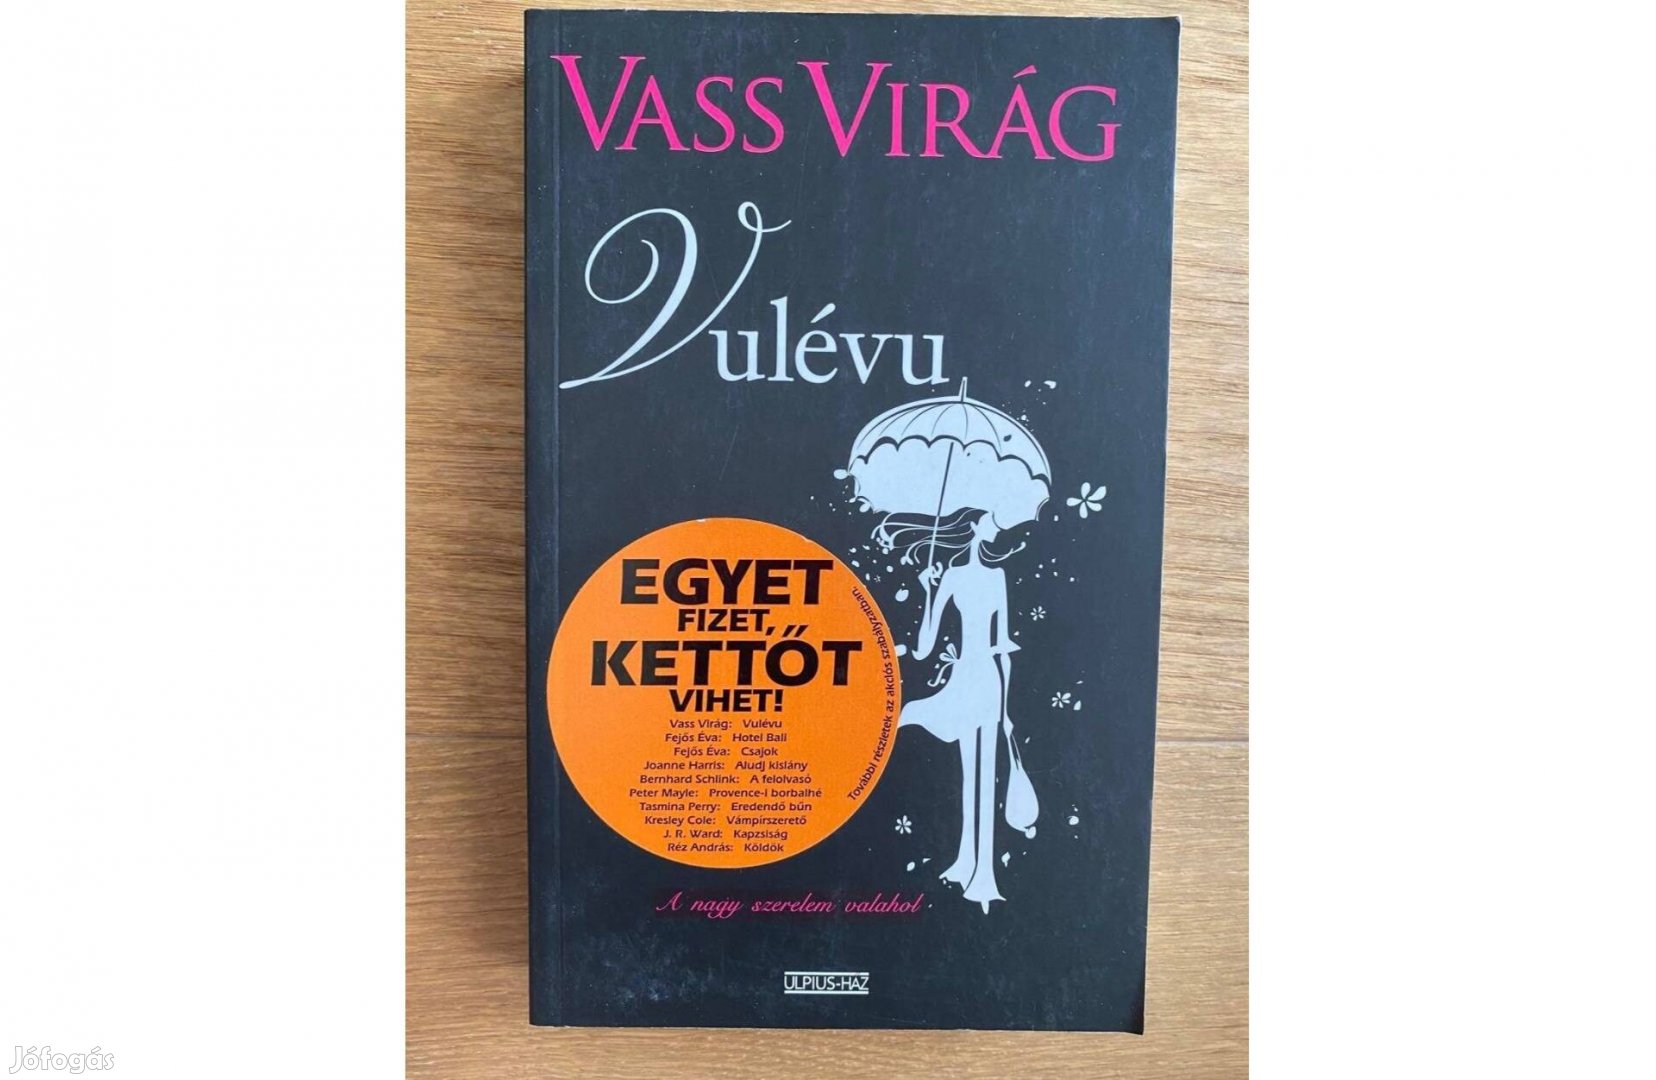 VASS VIRÁG
Vulévu
EGYET
FIZET,
KETTŐT
VIHET!
Vass Virág: Vulévu
Fejős Éva: Hotel Bali
Fejős Éva: Csajok
Joanne Harris: Aludj kislány
Bernhard Schlink: A felolvasó
Peter Mayle: Provence-i borbalhé
Tasmina Perry: Eredendő bűn
Kresley Cole: Vámpírszerető
J. R. Ward: Kapzsiság
Réz András: Köldök
További részletek az akciós szabályzatban.
A nagy szerelem valahol
ULPIUS-HÁZ
Jófogás